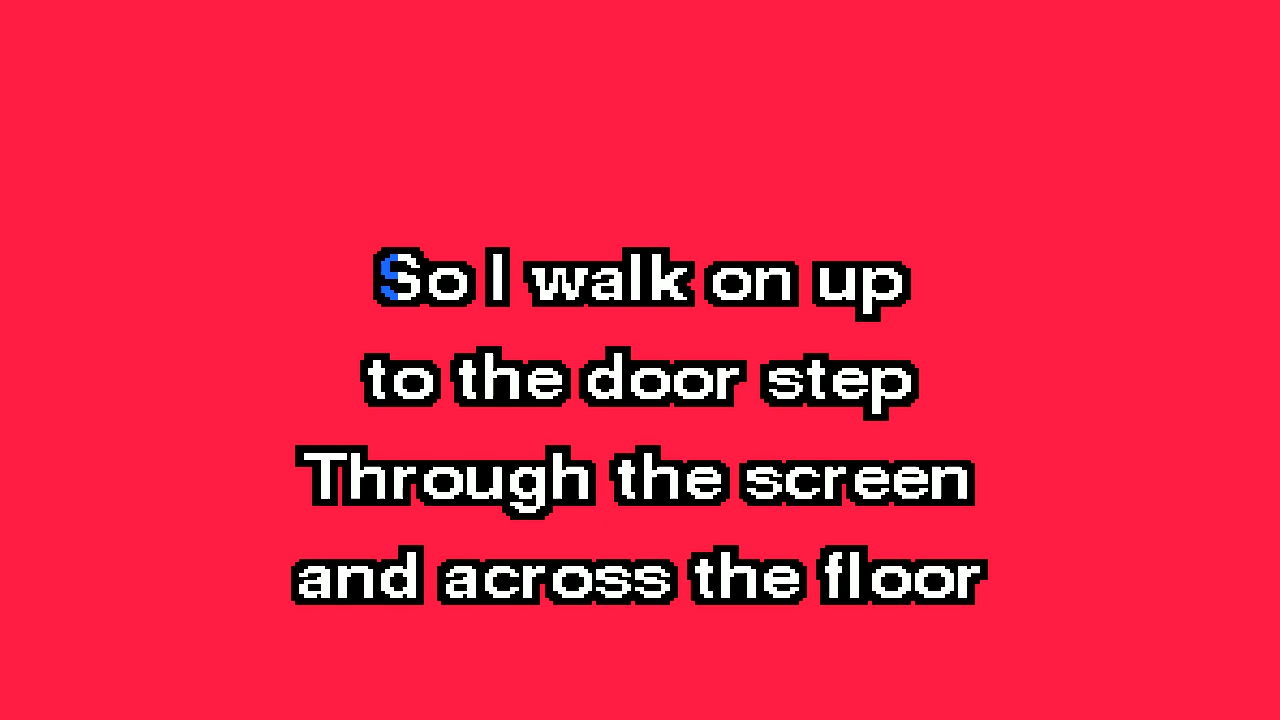 So I walk on up
to the door step
Through the screen
and across the floor